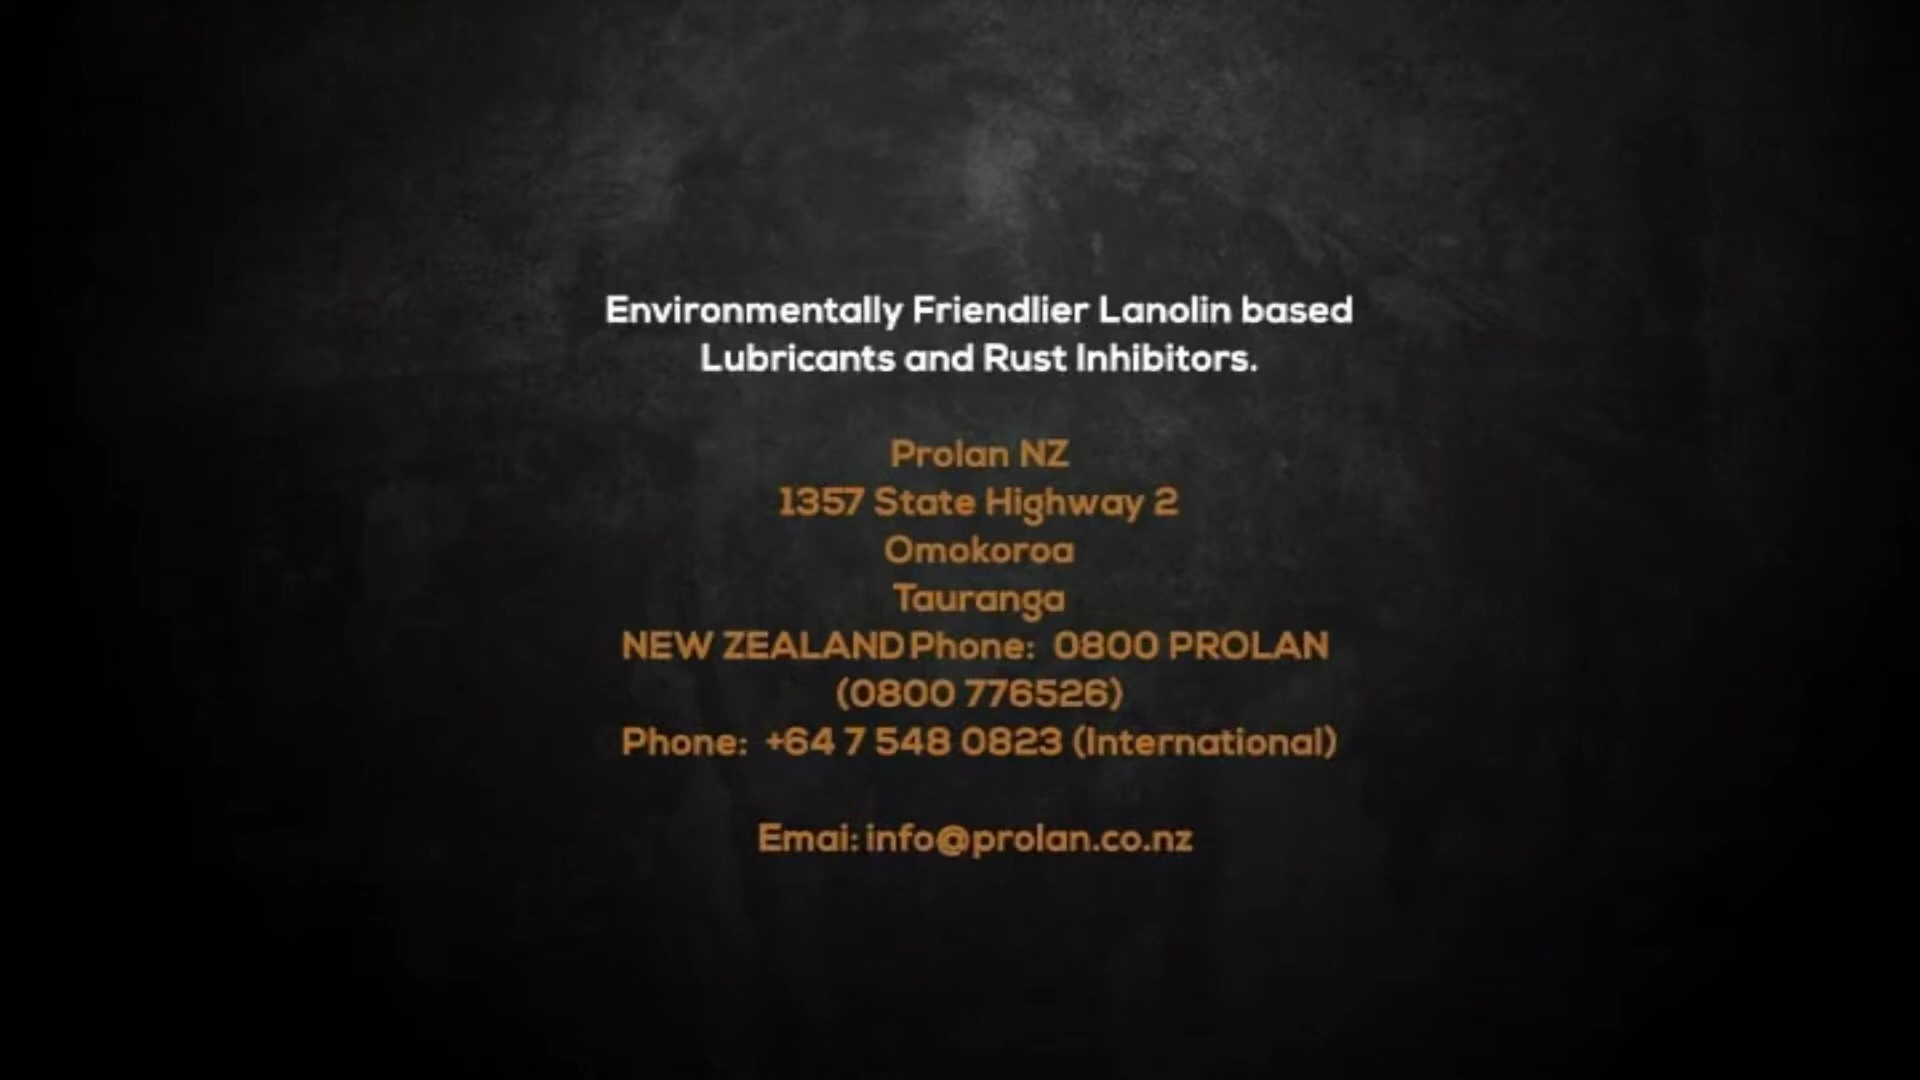 Environmentally Friendlier Lanolin based
Lubricants and Rust Inhibitors.
Prolan NZ
1357 State Highway 2
Omokoroa
Tauranga
NEW ZEALAND Phone: 0800 PROLAN
(0800 776526)
Phone: +64 7 548 0823 (International)
Emai: info@prolan.co.nz